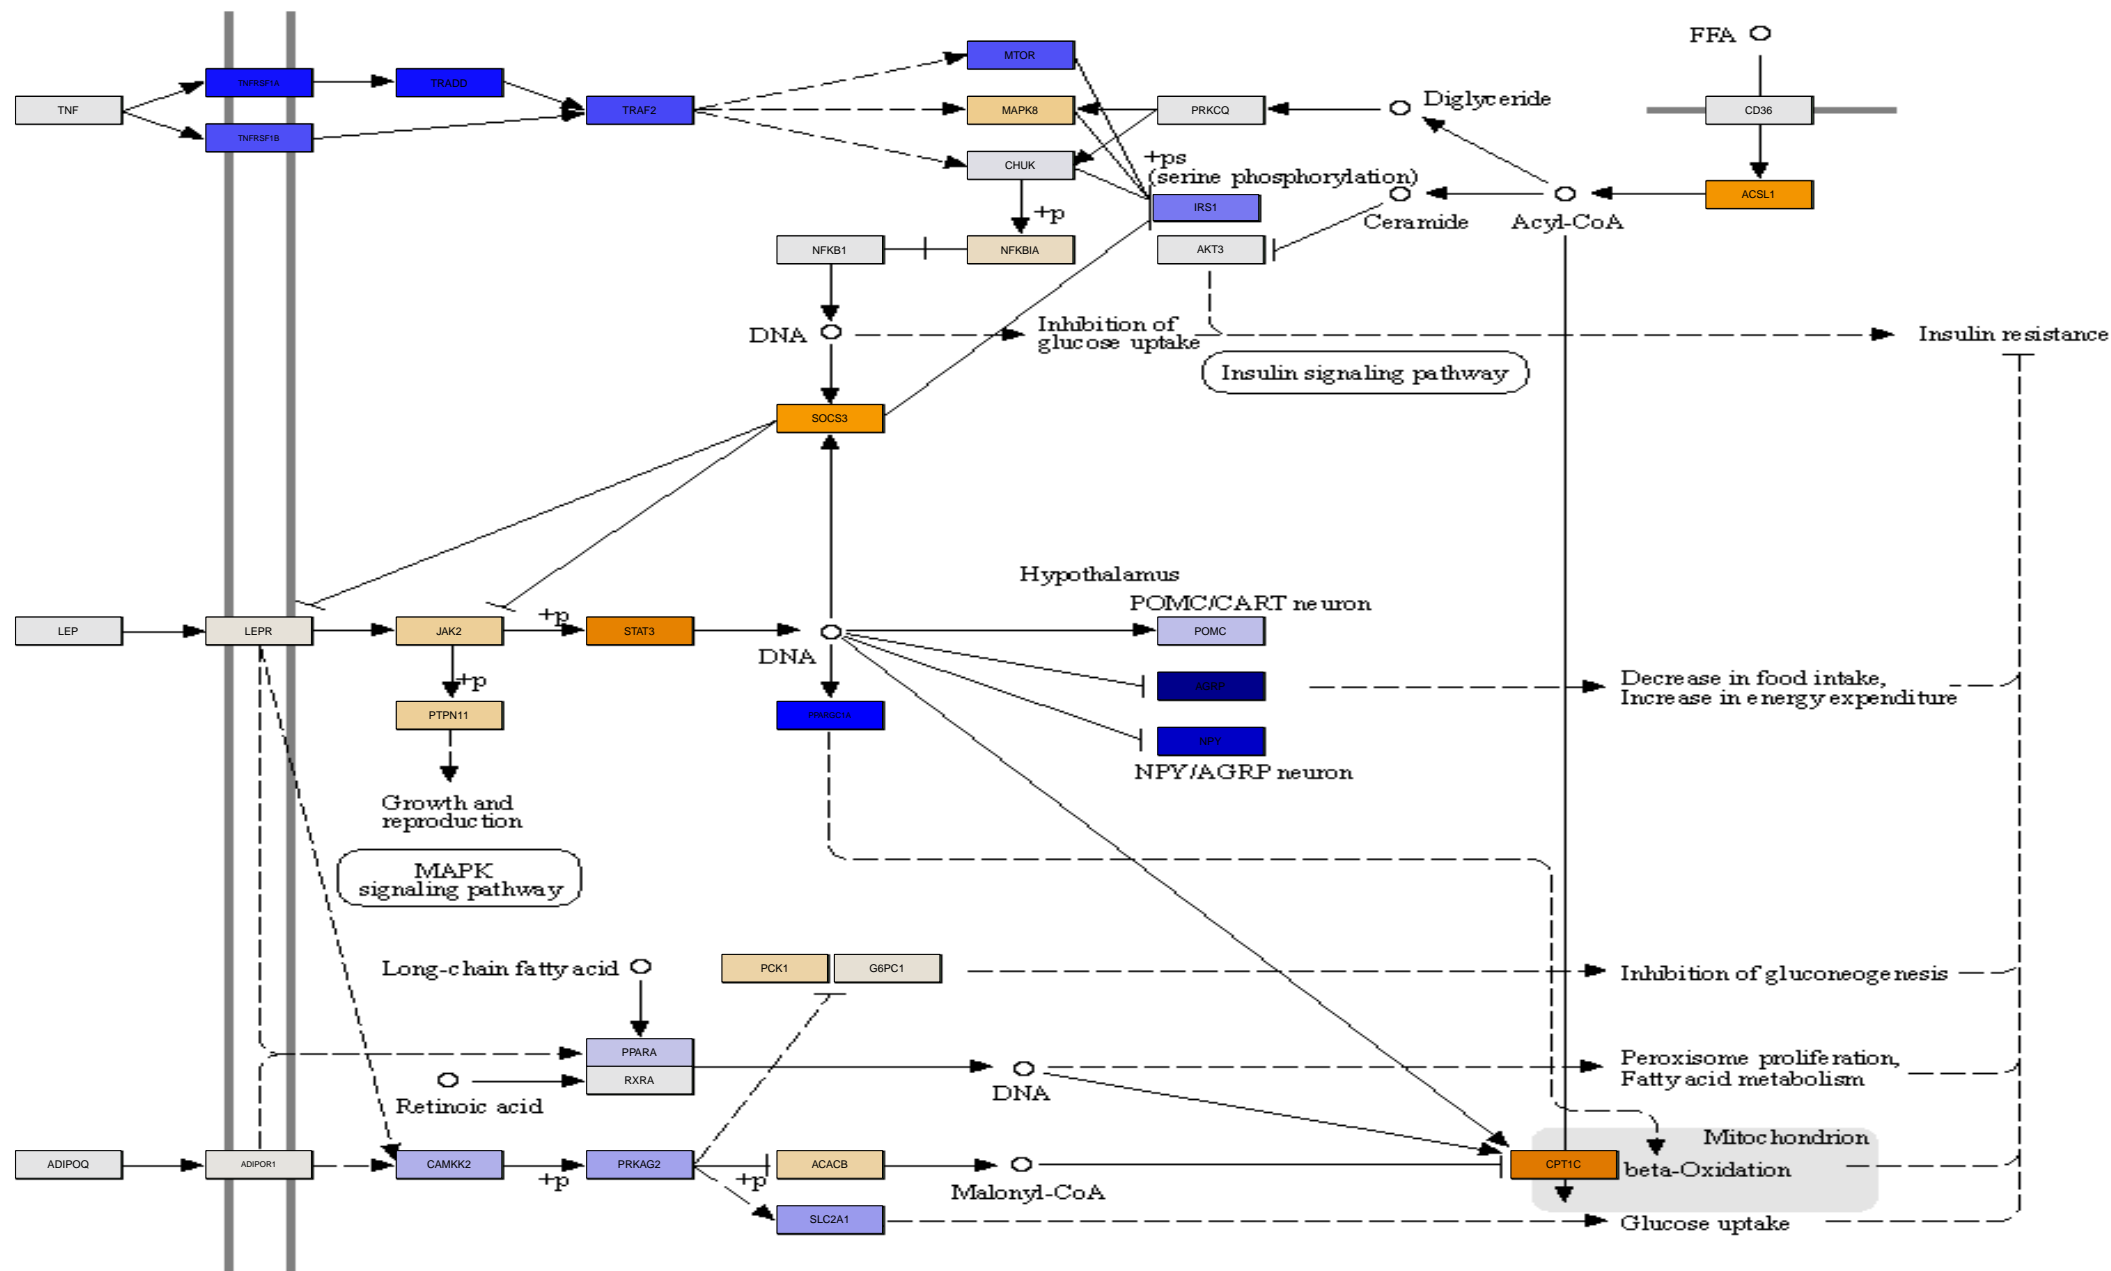 FFA
MTOR
TNFRSF1A
TRADD
TNF
TRAF2
MAPK8
PRKCQ
Diglyceride
CD36
TNFRSF1B
CHUK
+ps
(serine phosphorylation)
ACSL1
IRS1
+p
Ceramide
Acyl-CoA
NFKB1
NFKBIA
AKT3
DNA
Inhibition of
glucose uptake
Insulin resistance
Insulin signaling pathway
SOCS3
Hypothalamus
POMC/CART neuron
LEP
LEPR
JAK2
+p
STAT3
DNA
POMC
+p
AGRP
Decrease in food intake,
Increase in energy expenditure
PTPN11
PPARGC1A
NPY
NPY/AGRP neuron
Growth and
reproduction
MAPK
signaling pathway
Long-chain fatty acid
PCK1
G6PC1
Inhibition of gluconeogenesis
PPARA
RXRA
Retinoic acid
DNA
Peroxisome proliferation,
Fatty acid metabolism
Mitochondrion
ADIPOQ
ADIPOR1
CAMKK2
+p
PRKAG2
+p
ACACB
Malonyl-CoA
CPT1C
beta-Oxidation
SLC2A1
Glucose uptake